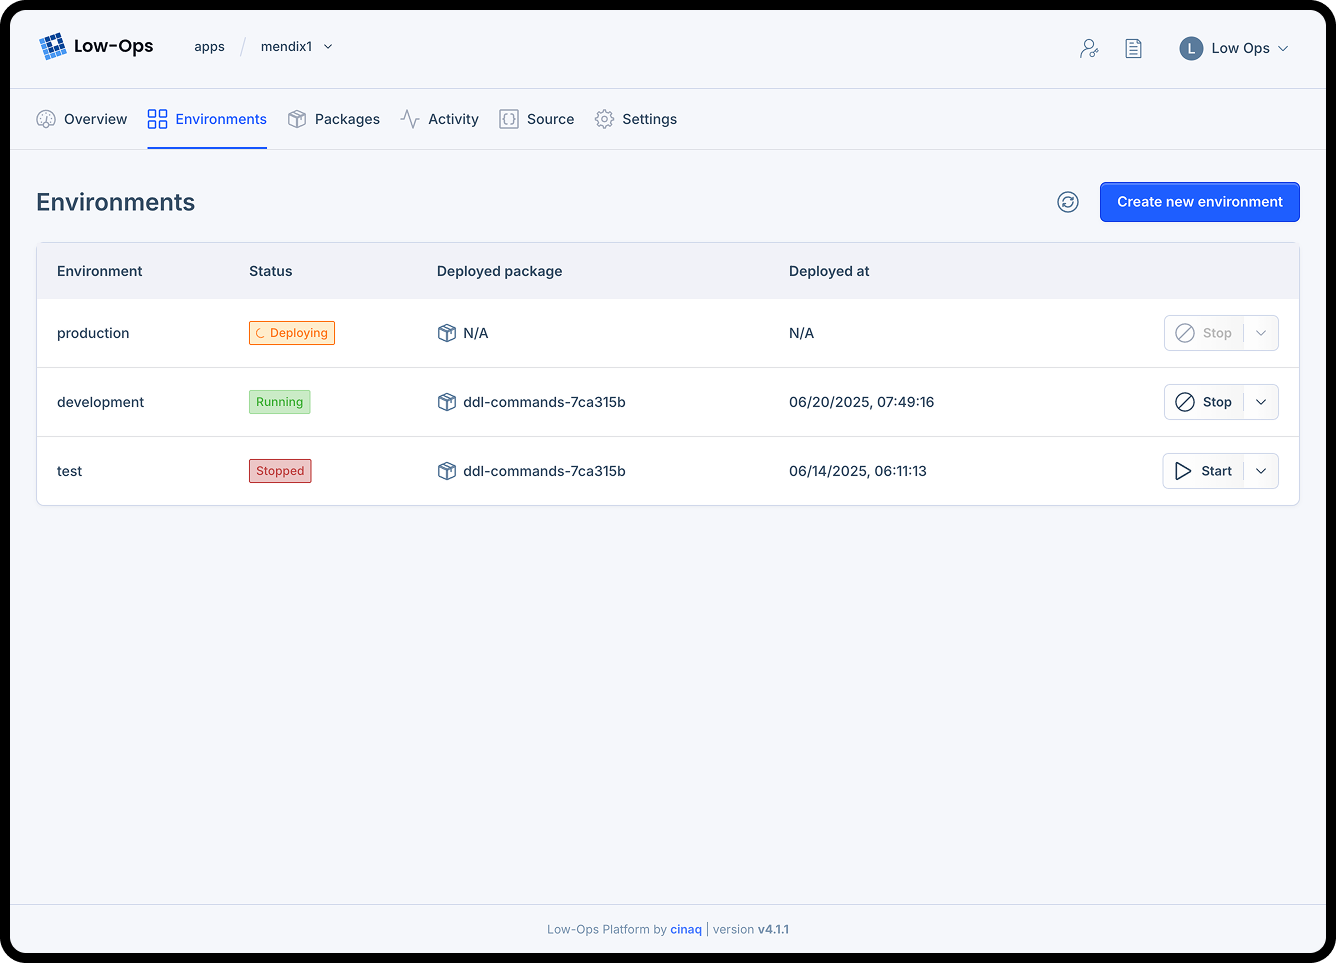 Low-Ops apps / mendix1 L Low Ops
Overview Environments Packages Activity Source Settings
Environments Create new environment
Environment Status Deployed package Deployed at
production Deploying N/A N/A Stop
development Running ddl-commands-7ca315b 06/20/2025, 07:49:16 Stop
test Stopped ddl-commands-7ca315b 06/14/2025, 06:11:13 Start
Low-Ops Platform by cinaq | version v4.1.1